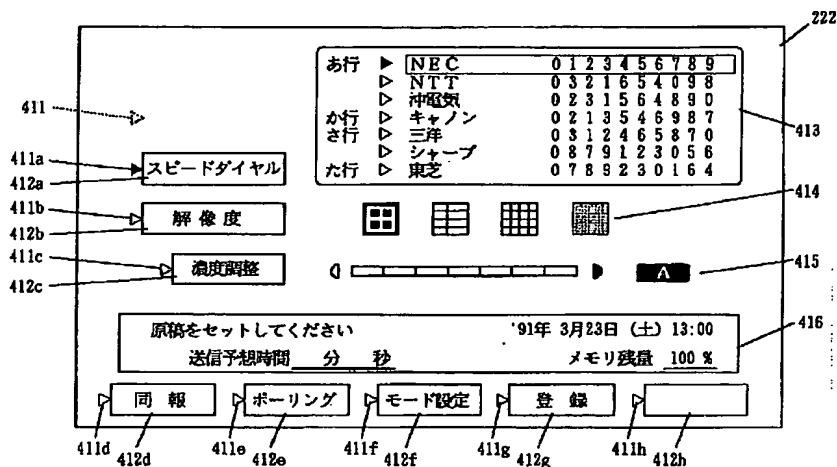 222
あ行 ▶ NEC 0123456789
▷ NTT 0321654098
▷ 沖電気 0231564890
か行 ▷ キャノン 0213546987
さ行 ▷ 三洋 0312465870
▷ シャープ 0879123056
た行 ▷ 東芝 0789230164
411
413
411a
412a
スピードダイヤル
411b
412b
解像度
414
411c
412c
濃度調整
A
415
原稿をセットしてください '91年 3月23日 (土) 13:00
送信予想時間 分 秒 メモリ残量 100 %
416
同報 ポーリング モード設定 登録
411d 412d 411e 412e 411f 412f 411g 412g 411h 412h